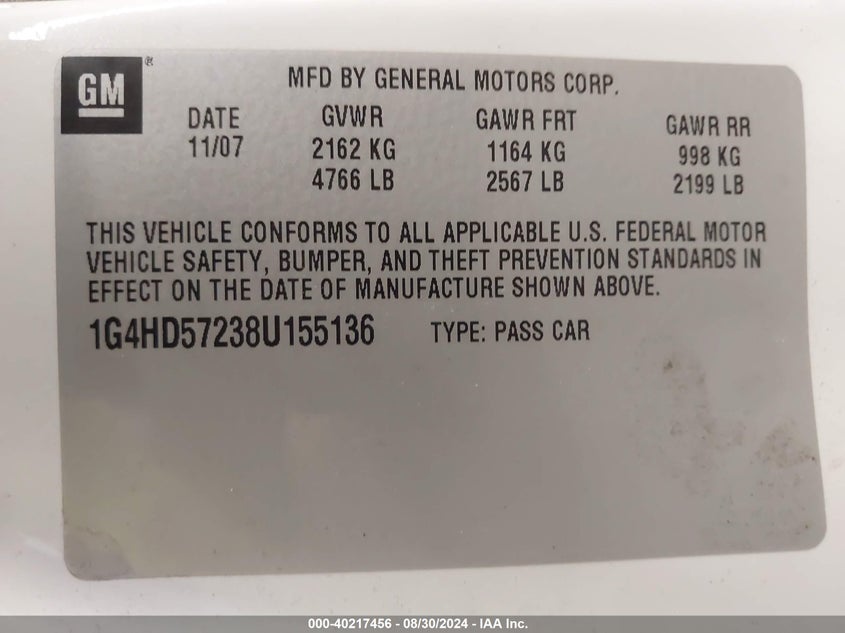 GM ®
MFD BY GENERAL MOTORS CORP.
DATE GVWR GAWR FRT GAWR RR
11/07 2162 KG 1164 KG 998 KG
4766 LB 2567 LB 2199 LB
THIS VEHICLE CONFORMS TO ALL APPLICABLE U.S. FEDERAL MOTOR
VEHICLE SAFETY, BUMPER, AND THEFT PREVENTION STANDARDS IN
EFFECT ON THE DATE OF MANUFACTURE SHOWN ABOVE.
1G4HD57238U155136 TYPE: PASS CAR
000-40217456 - 08/30/2024 - IAA Inc.